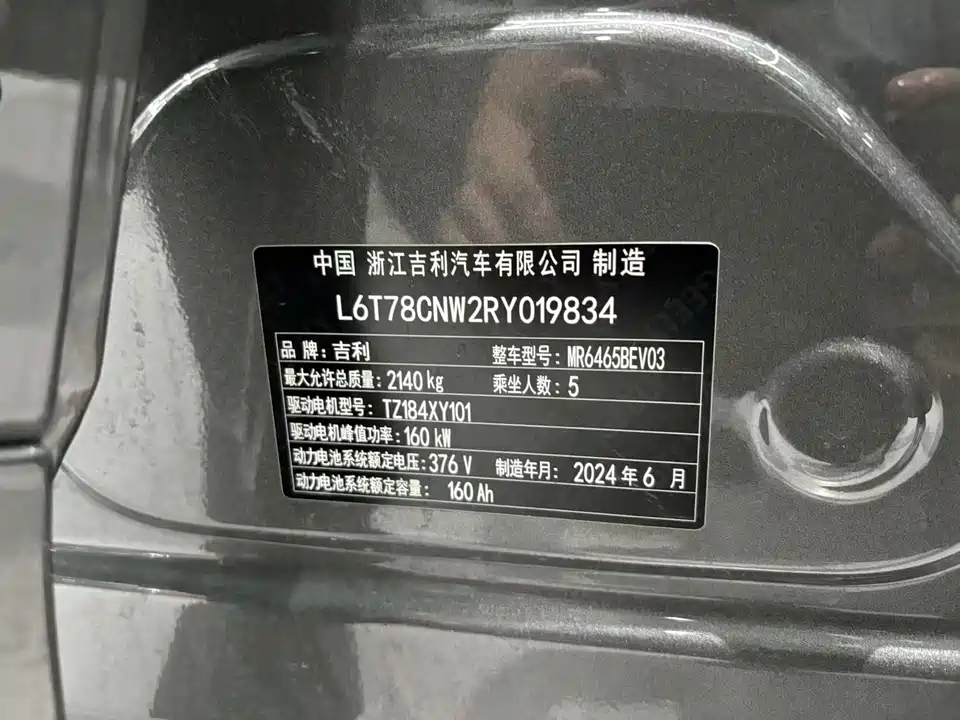 中国 浙江吉利汽车有限公司 制造
L6T78CNW2RY019834
品 牌：吉利 整车型号：MR6465BEV03
最大允许总质量：2140 kg 乘坐人数：5
驱动电机型号：TZ184XY101
驱动电机峰值功率：160 kW
动力电池系统额定电压：376 V 制造年月：2024 年 6 月
动力电池系统额定容量：160 Ah